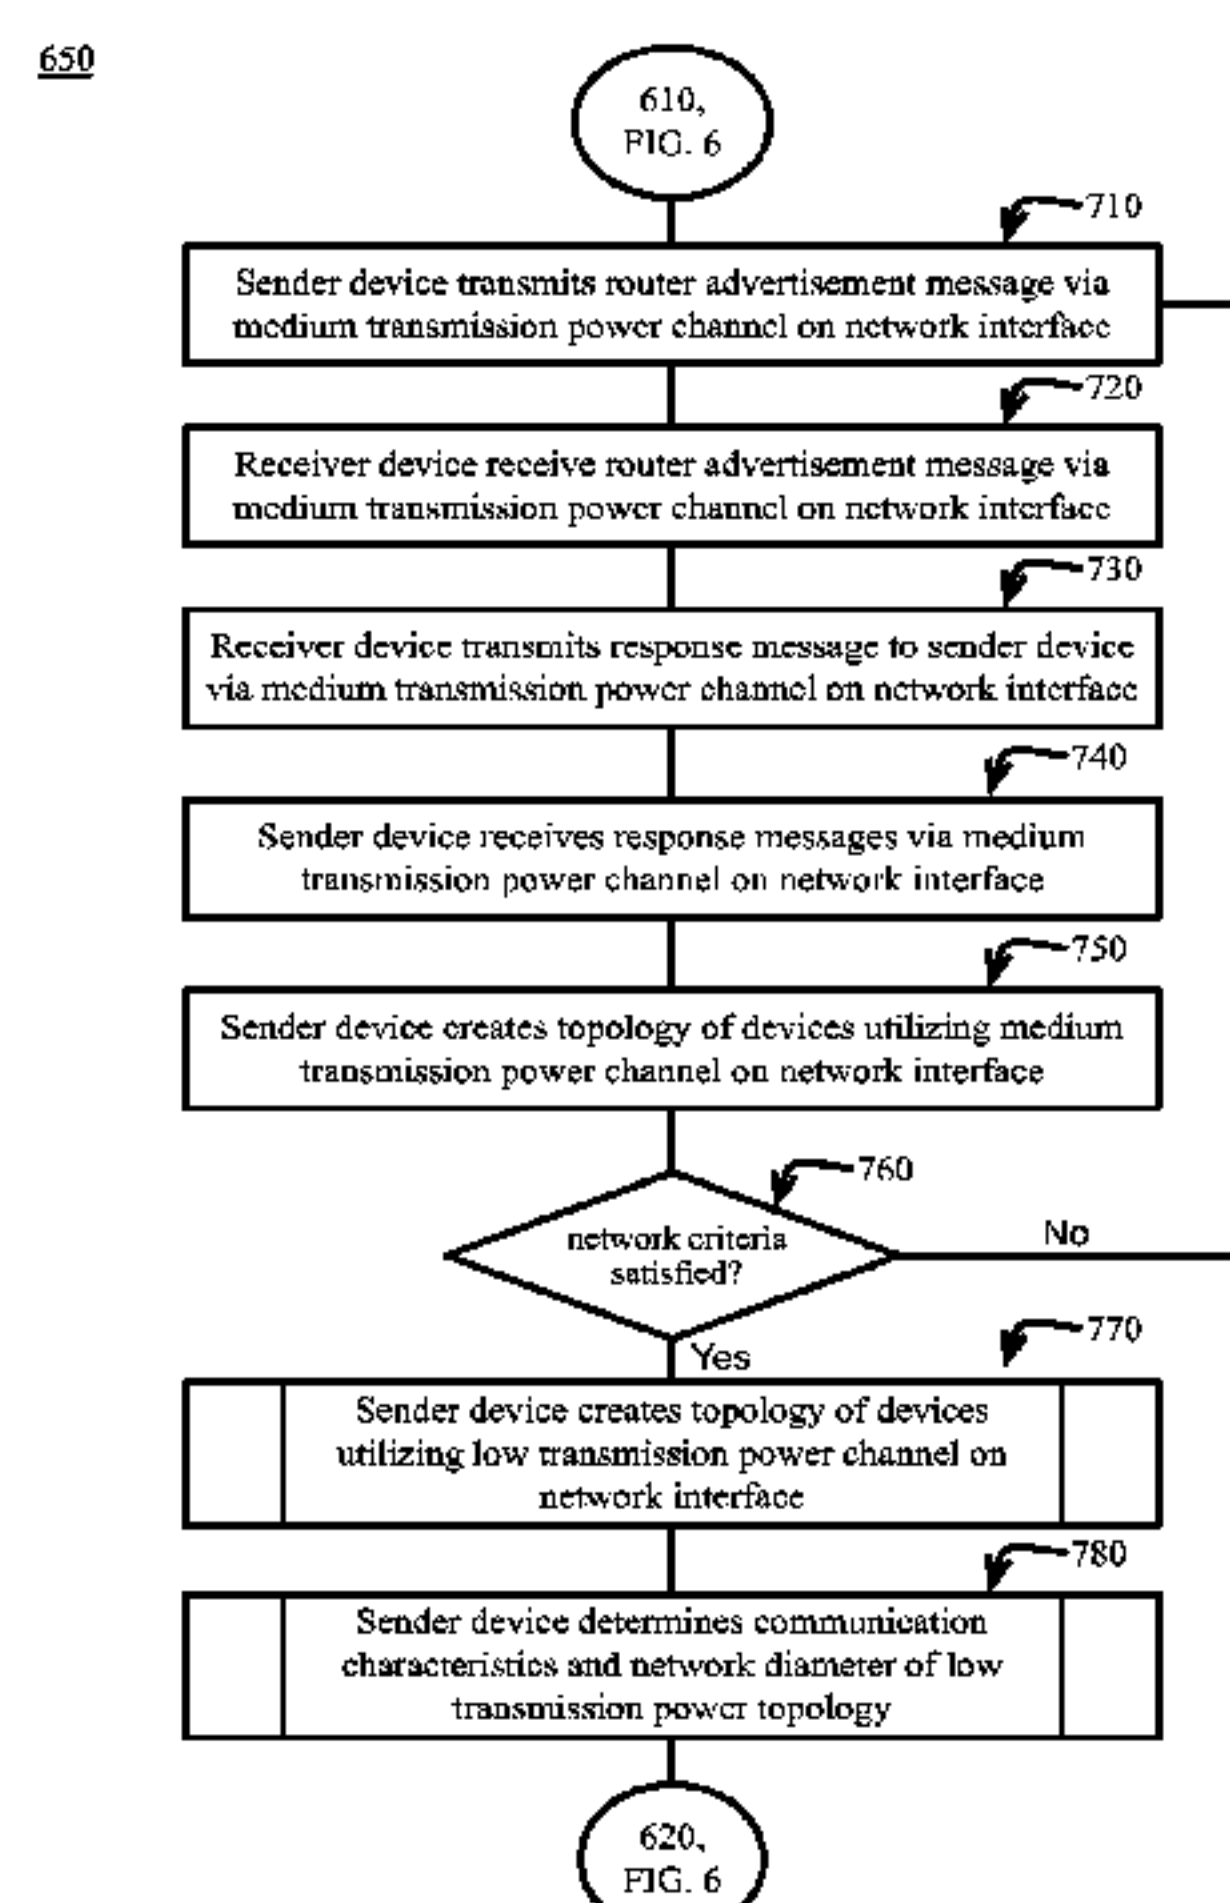 650
610,
FIG. 6
710
Sender device transmits router advertisement message via
medium transmission power channel on network interface
720
Receiver device receive router advertisement message via
medium transmission power channel on network interface
730
Receiver device transmits response message to sender device
via medium transmission power channel on network interface
740
Sender device receives response messages via medium
transmission power channel on network interface
750
Sender device creates topology of devices utilizing medium
transmission power channel on network interface
760
network criteria
satisfied?
No
Yes
770
Sender device creates topology of devices
utilizing low transmission power channel on
network interface
780
Sender device determines communication
characteristics and network diameter of low
transmission power topology
620,
FIG. 6